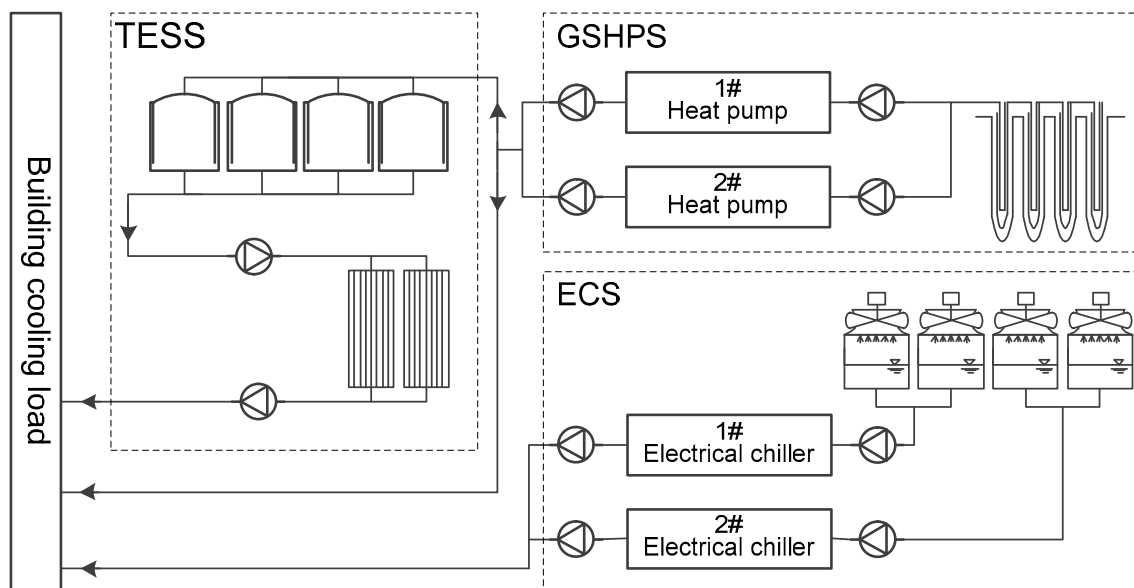 TESS
GSHPS
1#
Heat pump
2#
Heat pump
Building cooling load
ECS
1#
Electrical chiller
2#
Electrical chiller